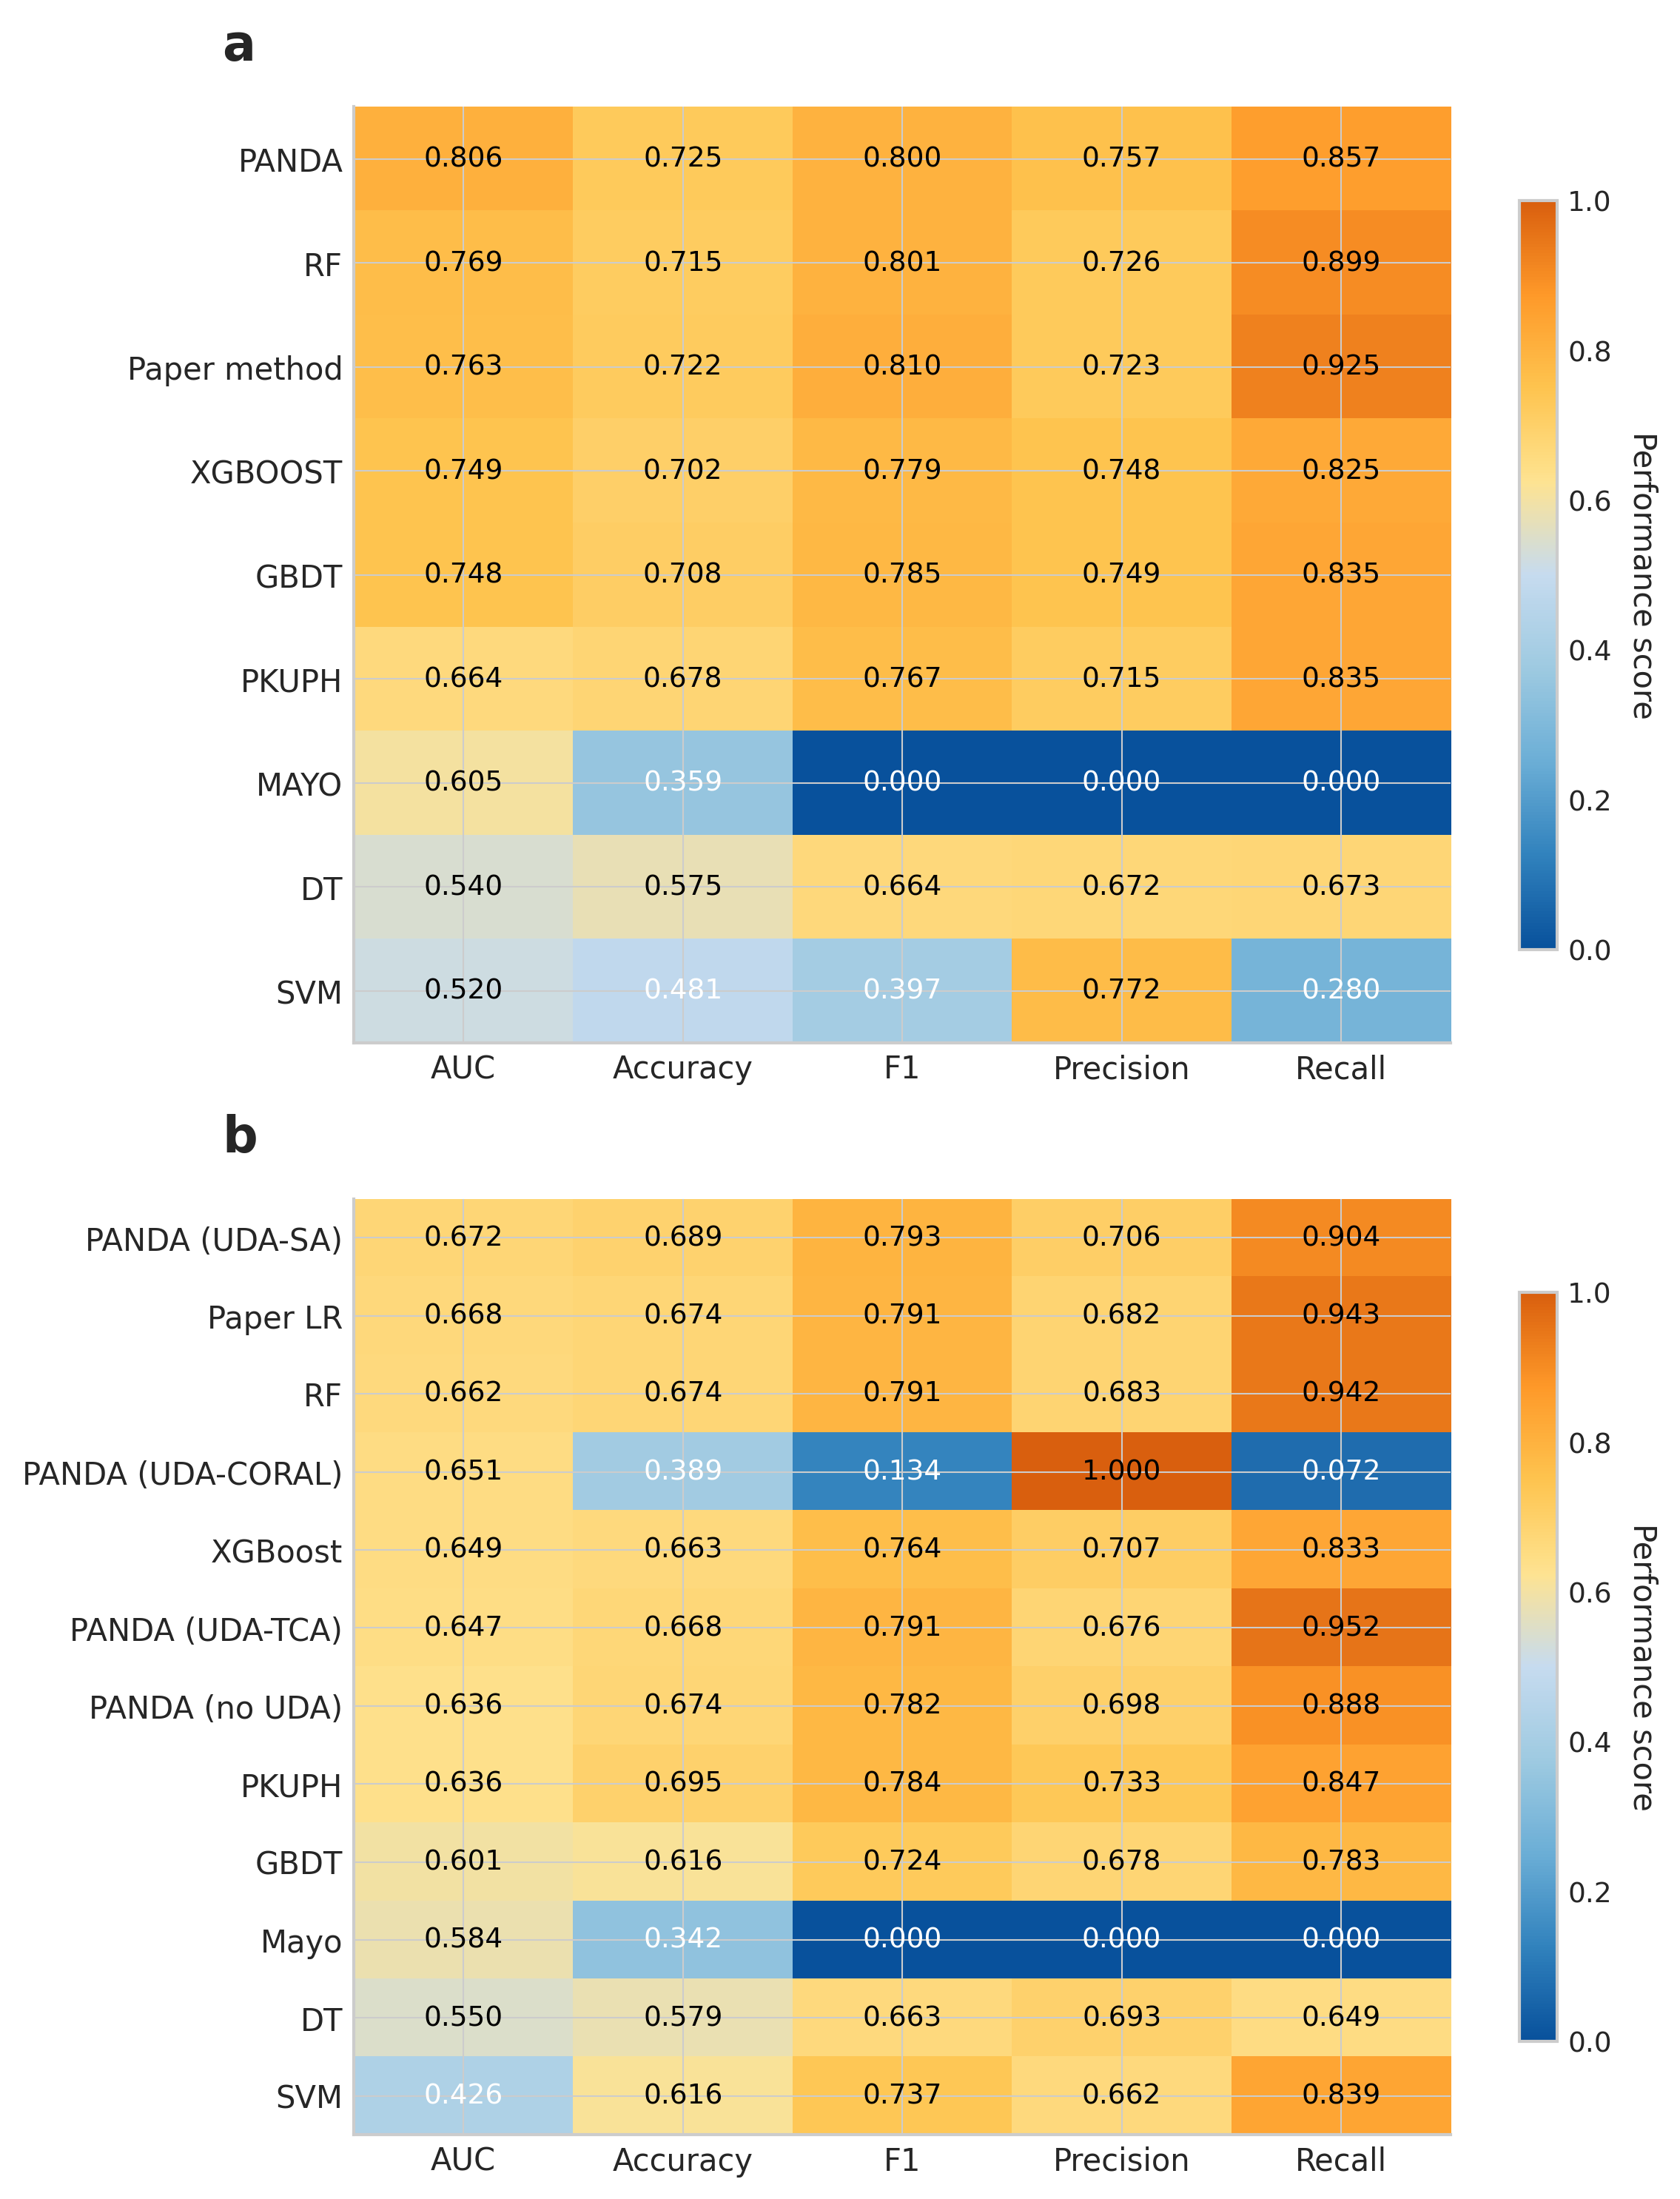 a
PANDA 0.806 0.725 0.800 0.757 0.857
RF 0.769 0.715 0.801 0.726 0.899
Paper method 0.763 0.722 0.810 0.723 0.925
XGBOOST 0.749 0.702 0.779 0.748 0.825
GBDT 0.748 0.708 0.785 0.749 0.835
PKUPH 0.664 0.678 0.767 0.715 0.835
MAYO 0.605 0.359 0.000 0.000 0.000
DT 0.540 0.575 0.664 0.672 0.673
SVM 0.520 0.481 0.397 0.772 0.280
AUC Accuracy F1 Precision Recall
1.0
0.8
0.6
0.4
0.2
0.0
Performance score
b
PANDA (UDA-SA) 0.672 0.689 0.793 0.706 0.904
Paper LR 0.668 0.674 0.791 0.682 0.943
RF 0.662 0.674 0.791 0.683 0.942
PANDA (UDA-CORAL) 0.651 0.389 0.134 1.000 0.072
XGBoost 0.649 0.663 0.764 0.707 0.833
PANDA (UDA-TCA) 0.647 0.668 0.791 0.676 0.952
PANDA (no UDA) 0.636 0.674 0.782 0.698 0.888
PKUPH 0.636 0.695 0.784 0.733 0.847
GBDT 0.601 0.616 0.724 0.678 0.783
Mayo 0.584 0.342 0.000 0.000 0.000
DT 0.550 0.579 0.663 0.693 0.649
SVM 0.426 0.616 0.737 0.662 0.839
AUC Accuracy F1 Precision Recall
1.0
0.8
0.6
0.4
0.2
0.0
Performance score